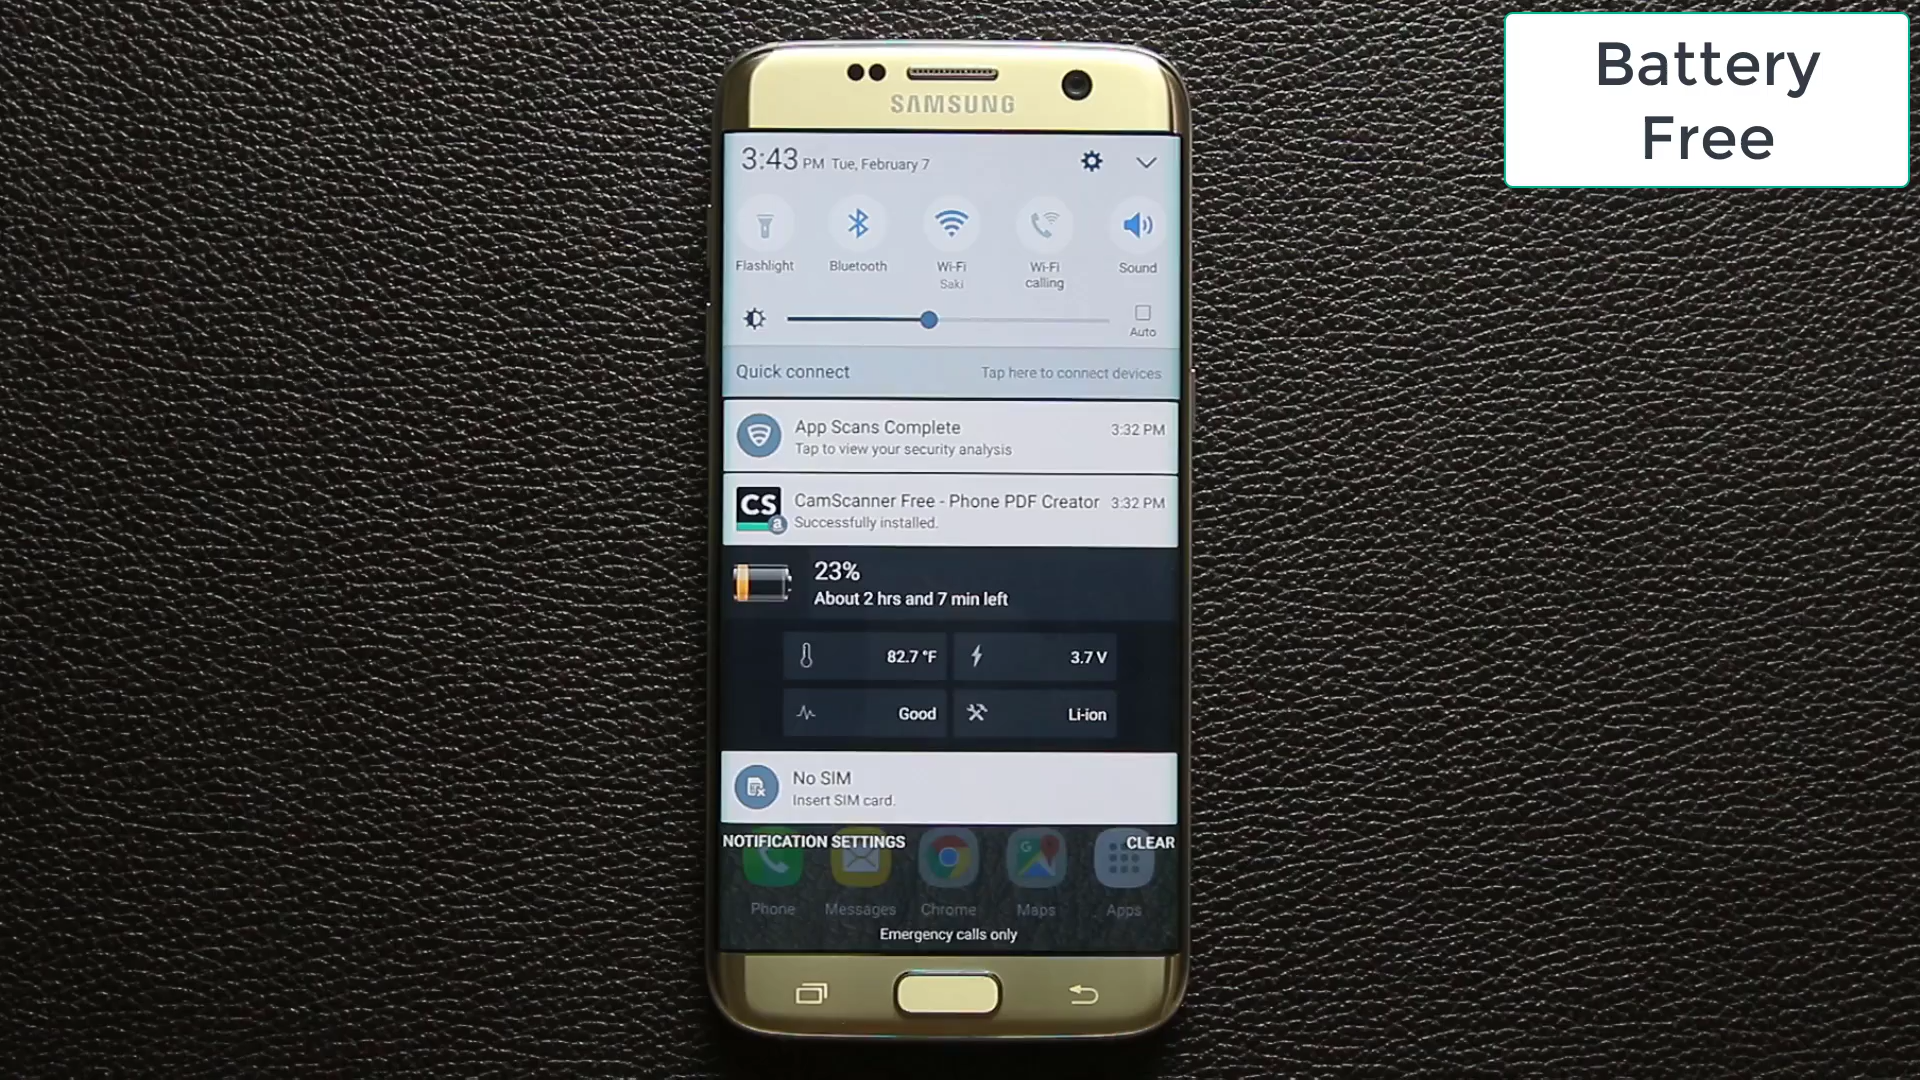 Battery
Free
SAMSUNG
3:43 PM Tue, February 7
Flashlight
Bluetooth
Wi-Fi
Saki
Wi-Fi
calling
Sound
Auto
Quick connect
Tap here to connect devices
App Scans Complete
3:32 PM
Tap to view your security analysis
CS
a
CamScanner Free - Phone PDF Creator
3:32 PM
Successfully installed.
23%
About 2 hrs and 7 min left
82.7 °F
3.7 V
Good
Li-ion
No SIM
Insert SIM card.
NOTIFICATION SETTINGS
CLEAR
G
Phone
Messages
Chrome
Maps
Apps
Emergency calls only